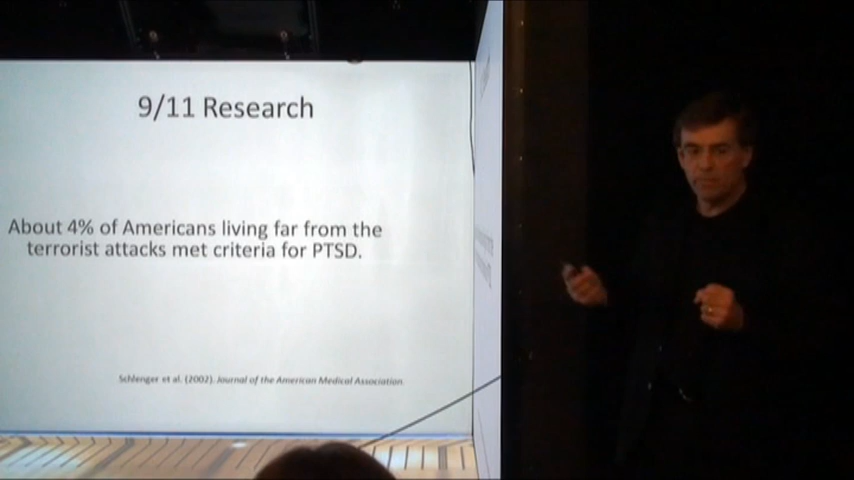 9/11 Research
About 4% of Americans living far from the
terrorist attacks met criteria for PTSD.
Schlenger et al. (2002). Journal of the American Medical Association.